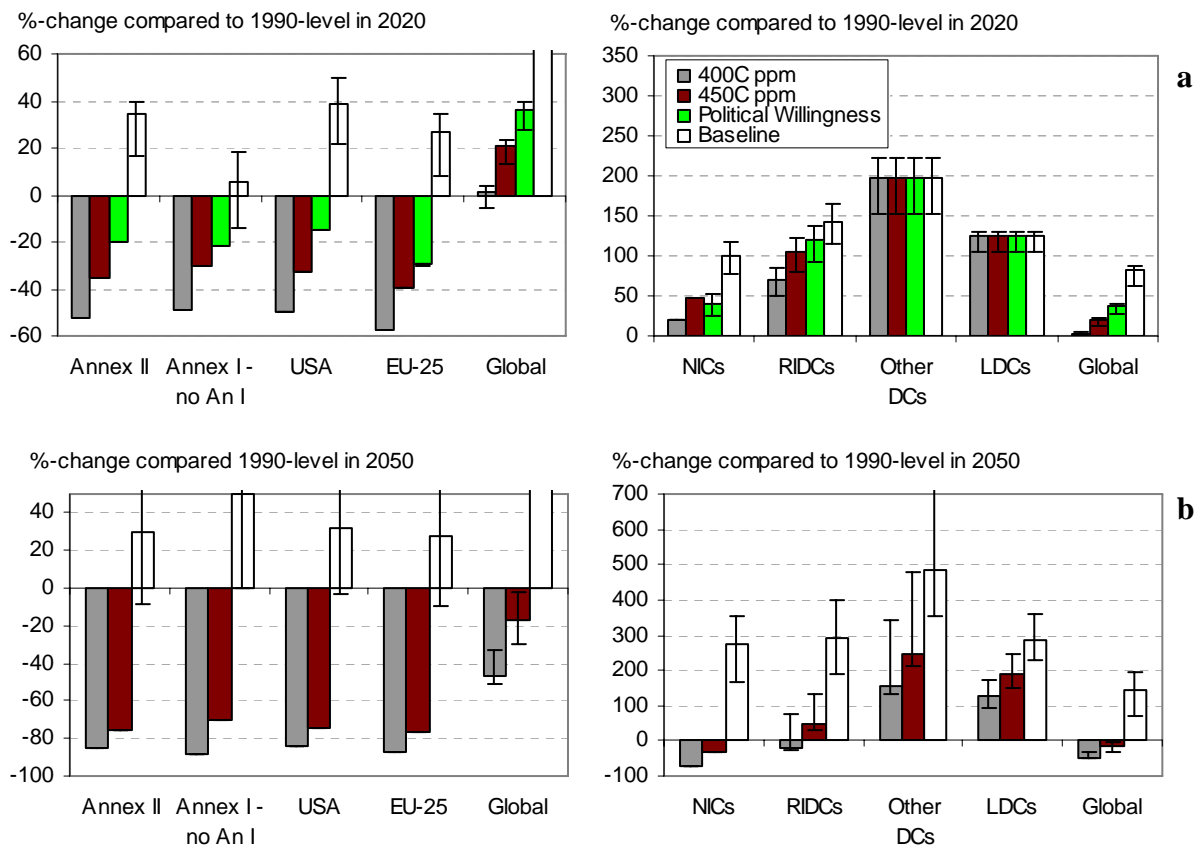 %-change compared to 1990-level in 2020
60
40
20
0
-20
-40
-60
Annex II
Annex I -
no An I
USA
EU-25
Global
%-change compared to 1990-level in 2020
350
300
250
200
150
100
50
0
400C ppm
450C ppm
Political Willingness
Baseline
NICs
RIDCs
Other
DCs
LDCs
Global
a
%-change compared 1990-level in 2050
40
20
0
-20
-40
-60
-80
-100
Annex II
Annex I -
no An I
USA
EU-25
Global
%-change compared to 1990-level in 2050
700
600
500
400
300
200
100
0
-100
NICs
RIDCs
Other
DCs
LDCs
Global
b